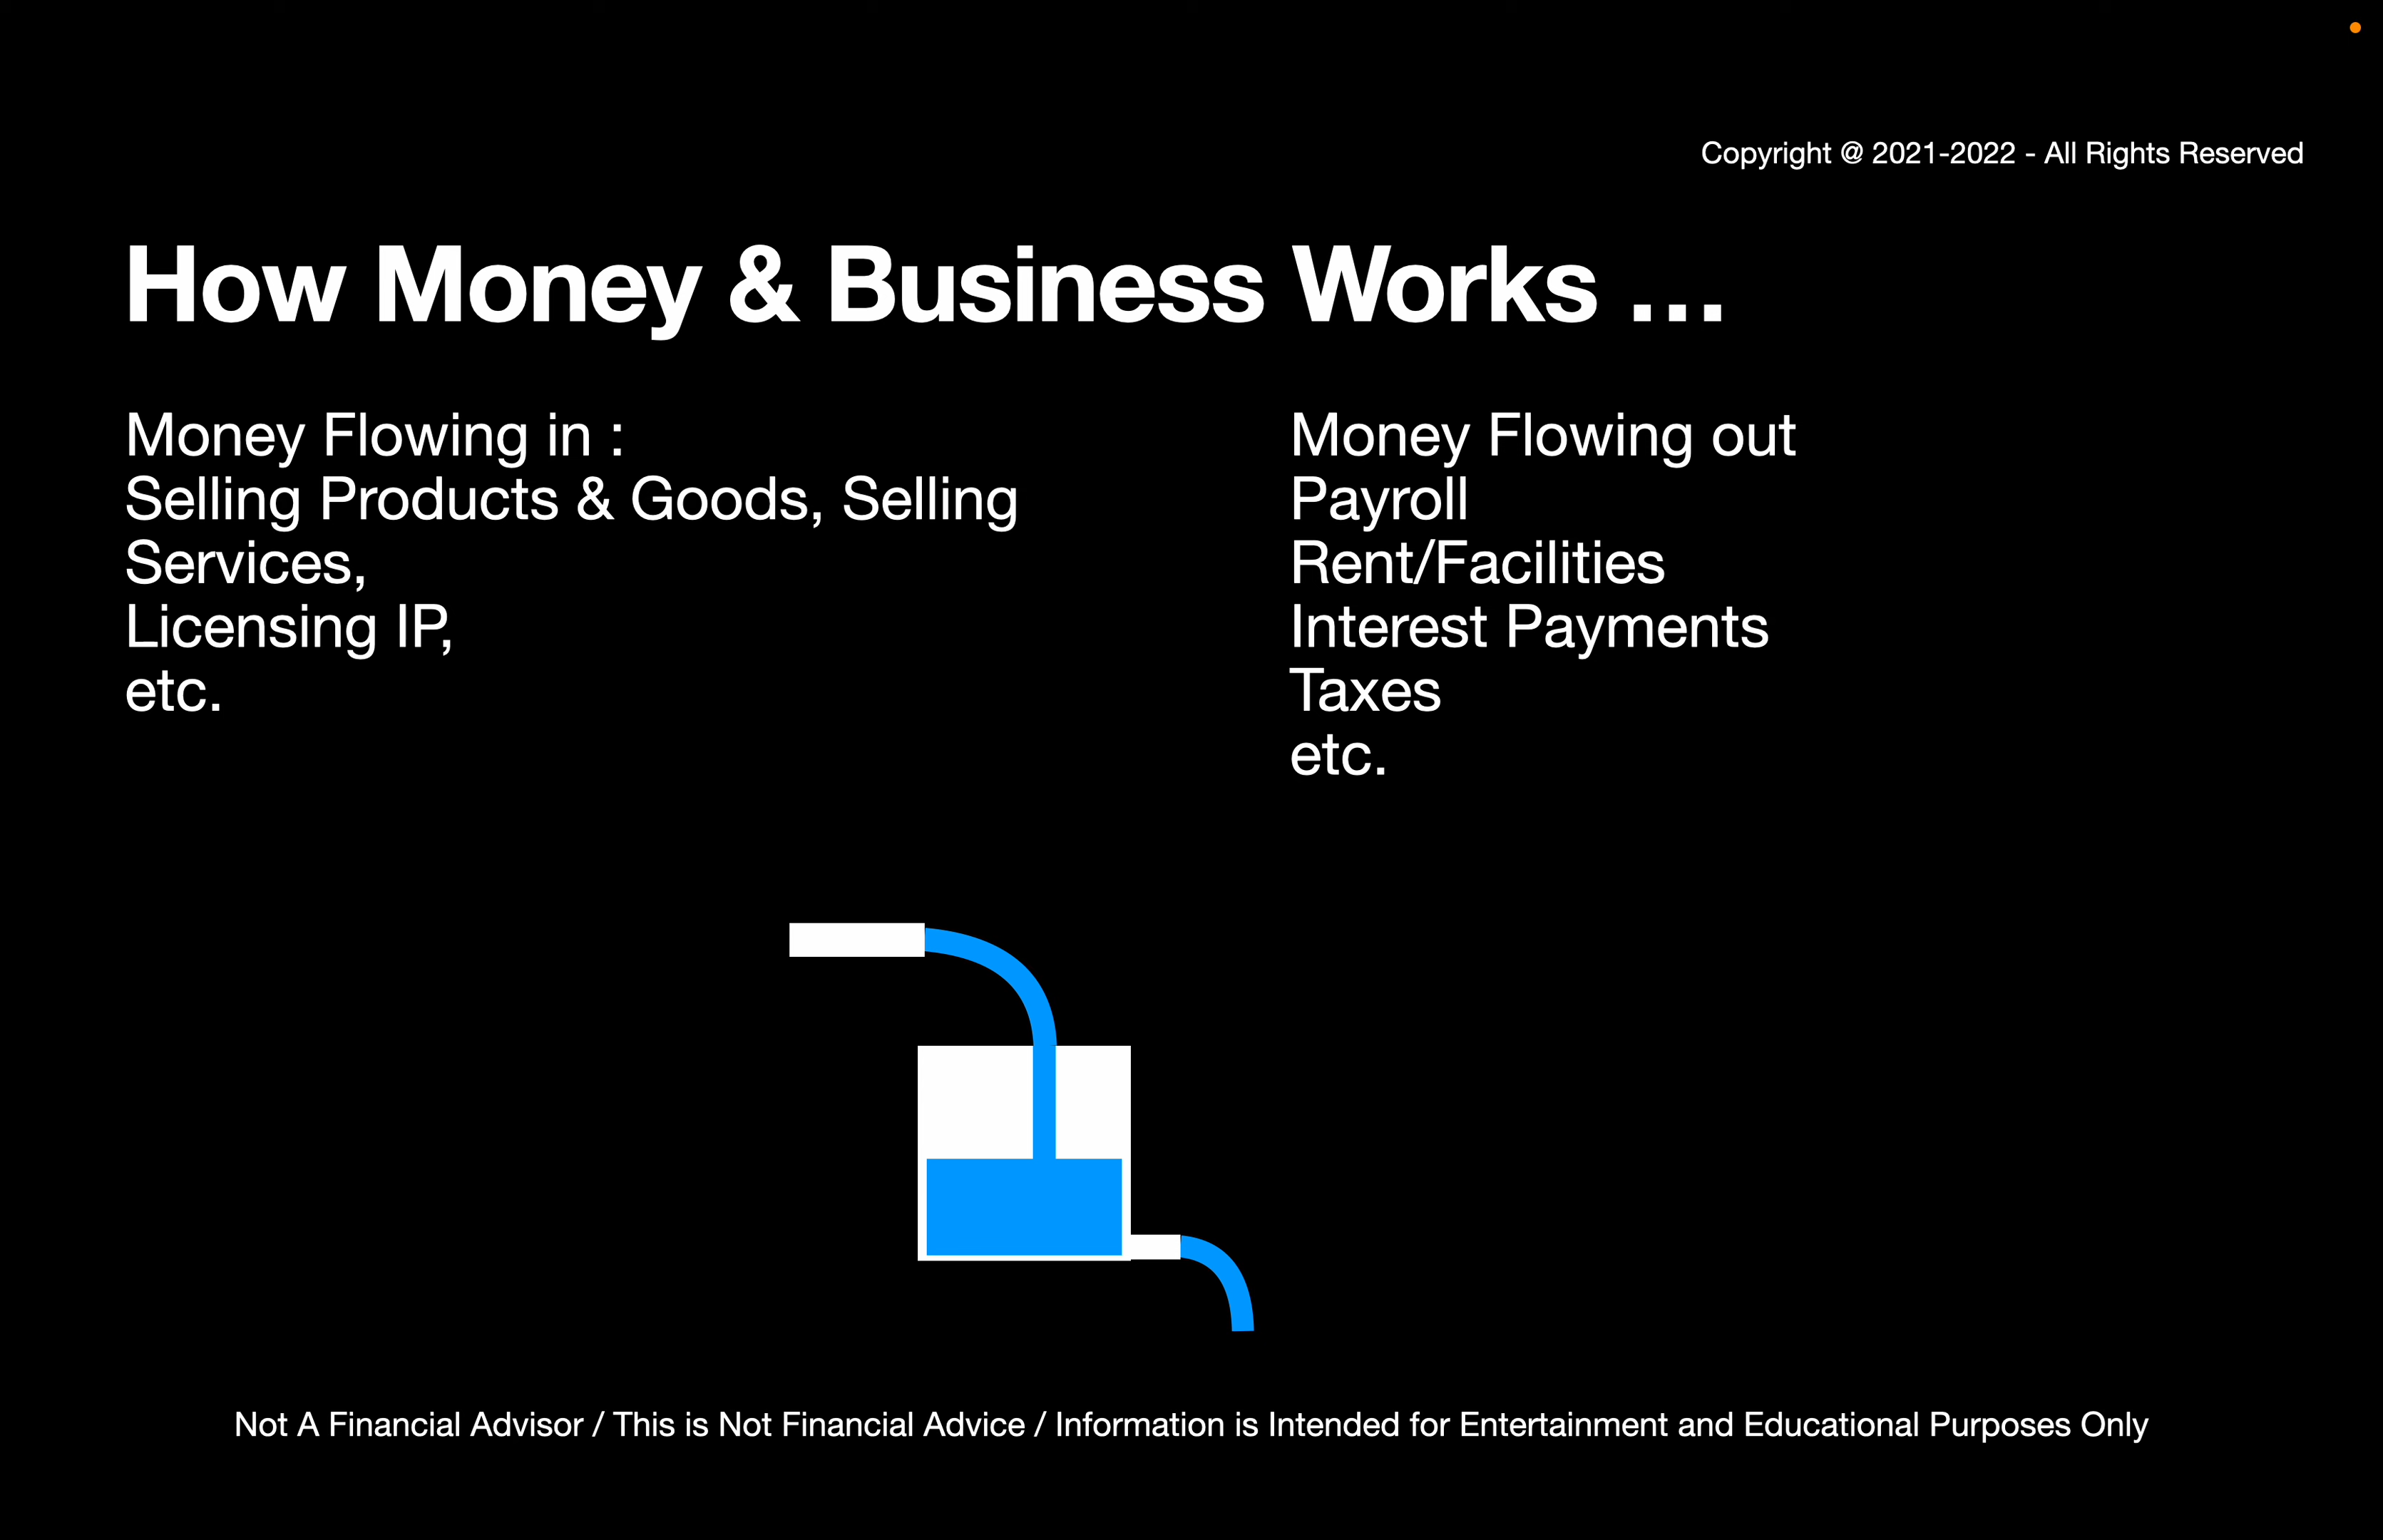 Copyright @ 2021-2022 - All Rights Reserved
How Money & Business Works …
Money Flowing in :
Selling Products & Goods, Selling
Services,
Licensing IP,
etc.
Money Flowing out
Payroll
Rent/Facilities
Interest Payments
Taxes
etc.
Not A Financial Advisor / This is Not Financial Advice / Information is Intended for Entertainment and Educational Purposes Only